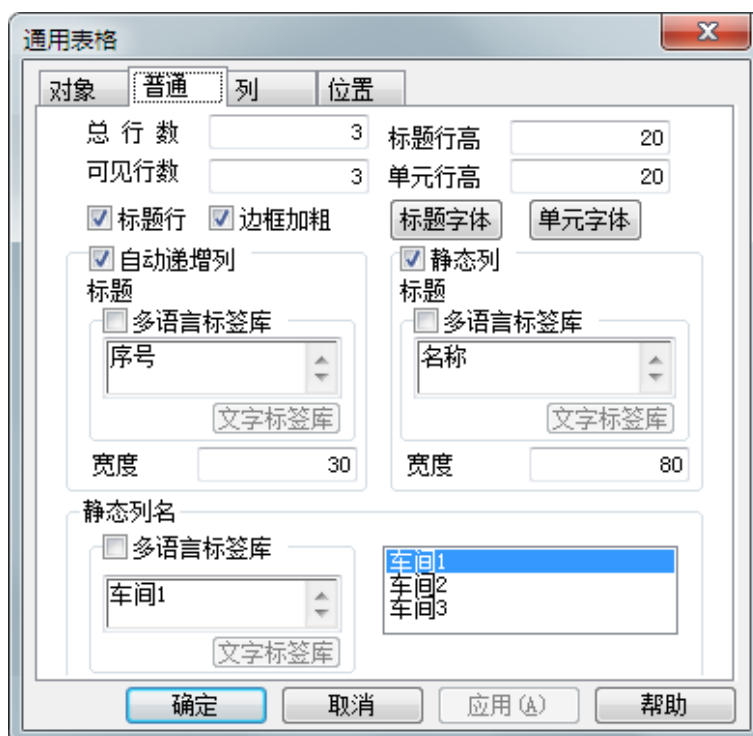 通用表格
对象 普通 列 位置
总 行 数 3 标题行高 20
可见行数 3 单元行高 20
标题行 边框加粗 标题字体 单元字体
自动递增列 静态列
标题 标题
多语言标签库 多语言标签库
序号 名称
文字标签库 文字标签库
宽度 30 宽度 80
静态列名
多语言标签库
车间1
车间1
车间2
车间3
文字标签库
确定 取消 应用(A) 帮助